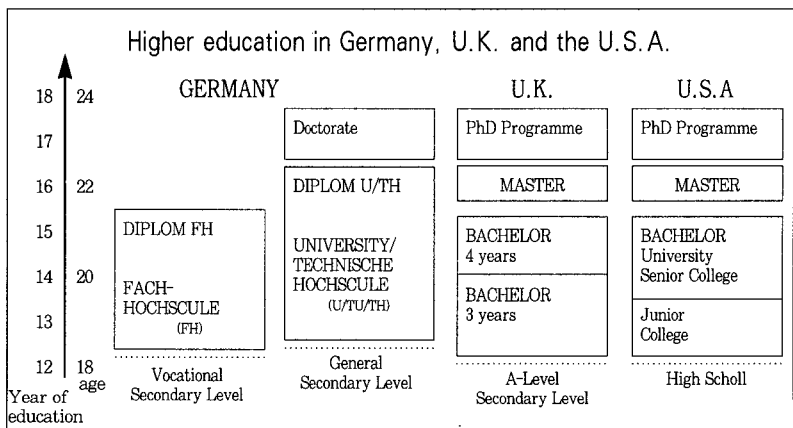 Higher education in Germany, U.K. and the U.S.A.
GERMANY
U.K.
U.S.A
18 24
17
16 22
15
14 20
13
12 18
age
Year of
education
DIPLOM FH
FACH-
HOCHSCULE
(FH)
Vocational
Secondary Level
Doctorate
DIPLOM U/TH
UNIVERSITY/
TECHNISCHE
HOCHSCULE
(U/TU/TH)
General
Secondary Level
PhD Programme
MASTER
BACHELOR
4 years
BACHELOR
3 years
A-Level
Secondary Level
PhD Programme
MASTER
BACHELOR
University
Senior College
Junior
College
High Scholl